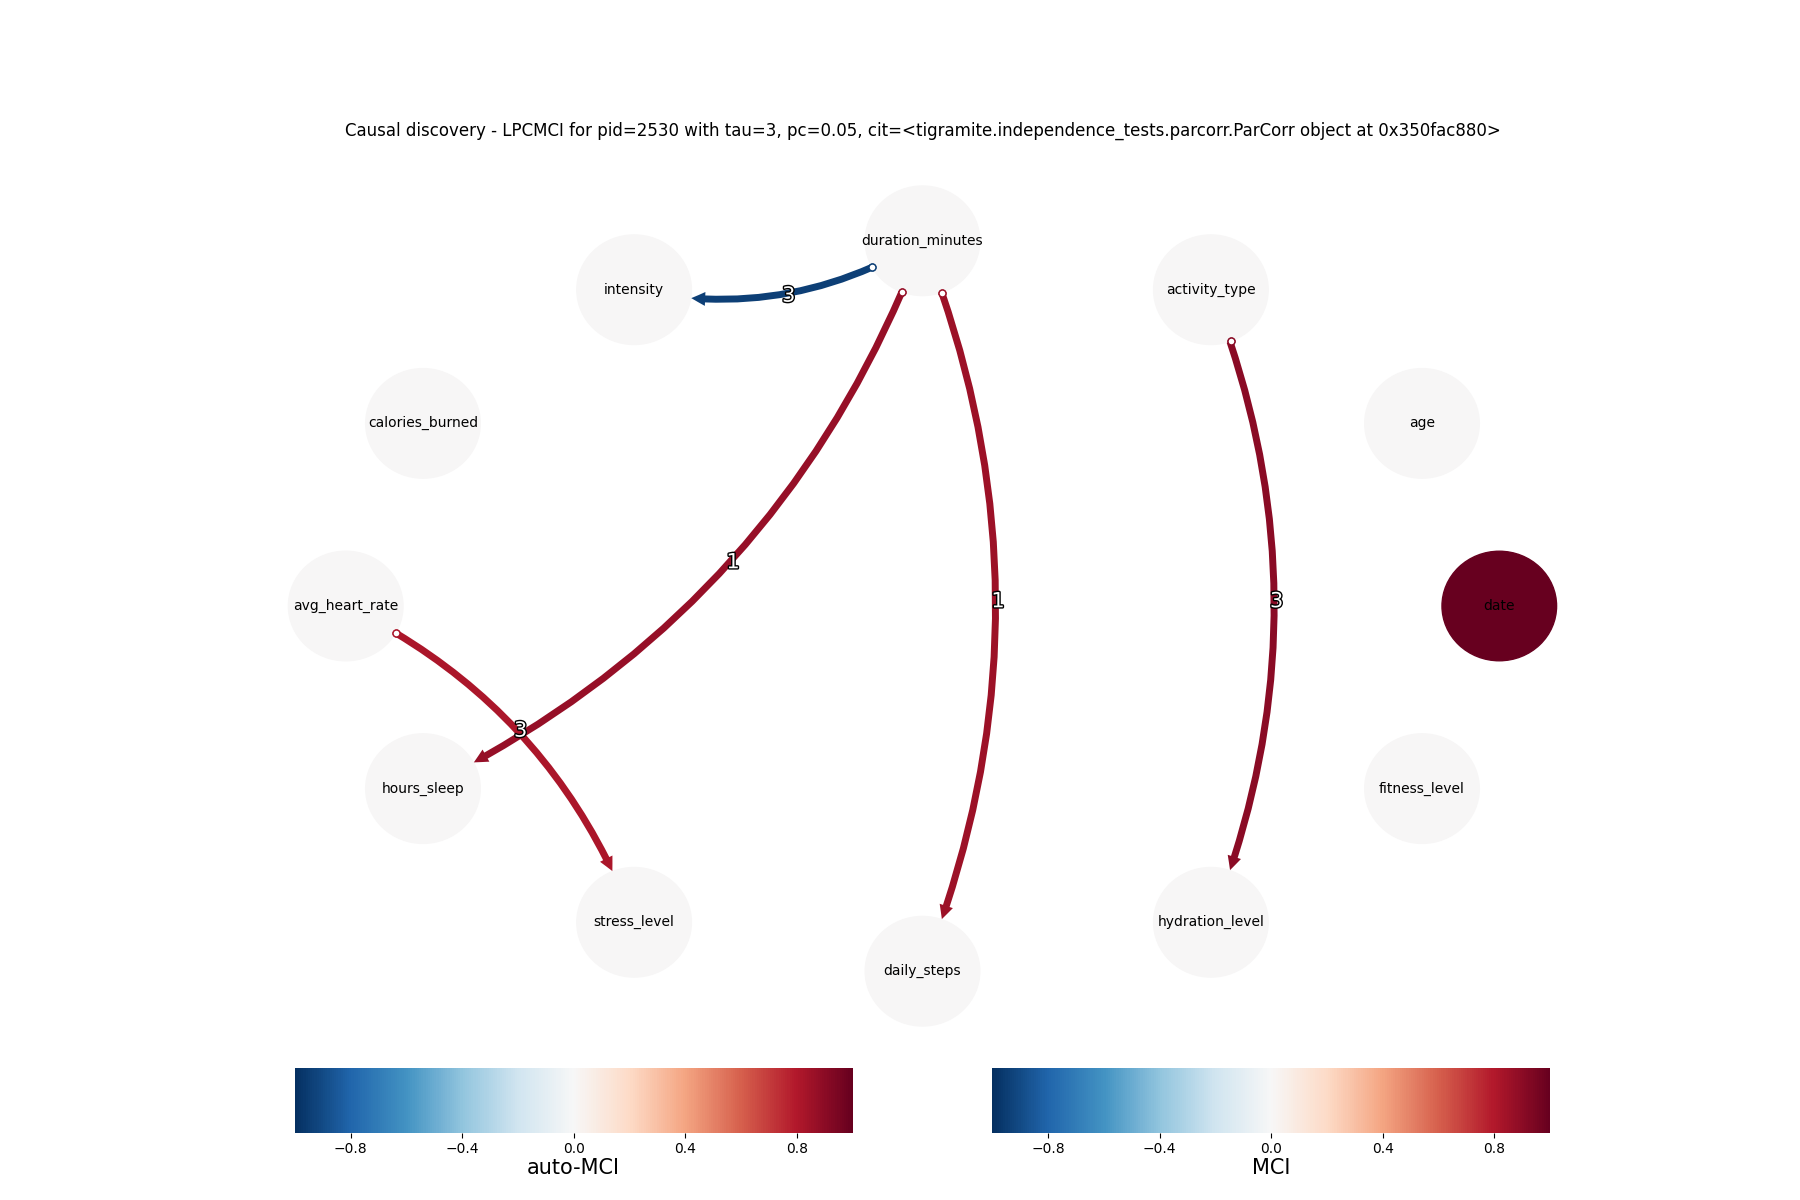 Causal discovery - LPCMCI for pid=2530 with tau=3, pc=0.05, cit=<tigramite.independence_tests.parcorr.ParCorr object at 0x350fac880>
duration_minutes
intensity
activity_type
3
calories_burned
age
1
1
3
avg_heart_rate
date
3
hours_sleep
fitness_level
stress_level
hydration_level
daily_steps
−0.8 −0.4 0.0 0.4 0.8
auto-MCI
−0.8 −0.4 0.0 0.4 0.8
MCI